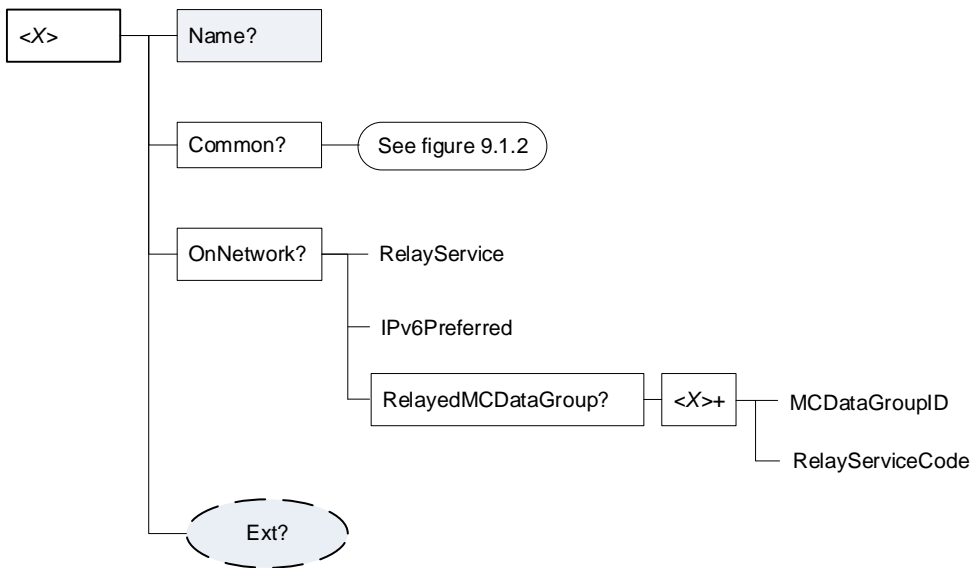 <X>
Name?
Common?
See figure 9.1.2
OnNetwork?
RelayService
IPv6Preferred
RelayedMCDataGroup?
<X>+
MCDataGroupID
RelayServiceCode
Ext?